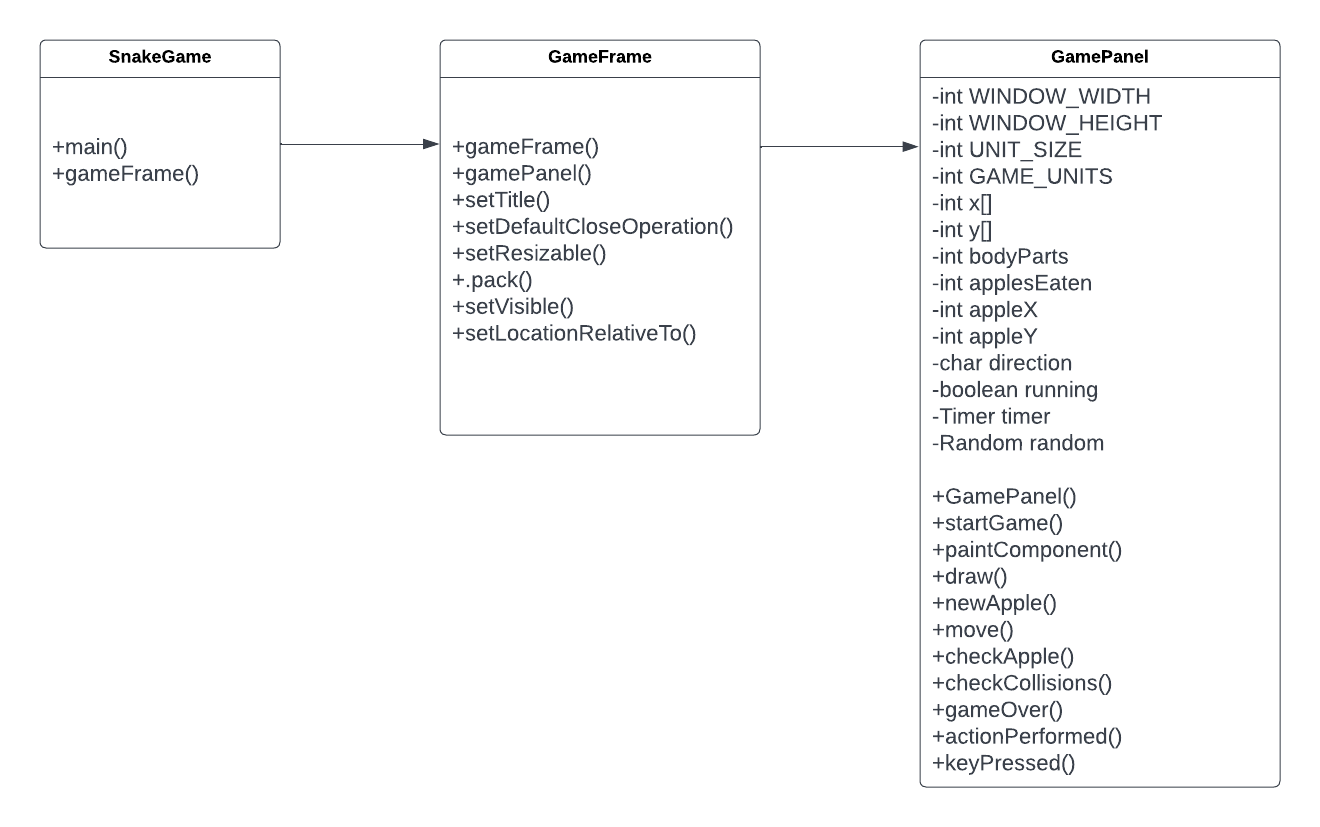 SnakeGame
+main()
+gameFrame()
GameFrame
+gameFrame()
+gamePanel()
+setTitle()
+setDefaultCloseOperation()
+setResizable()
+.pack()
+setVisible()
+setLocationRelativeTo()
GamePanel
-int WINDOW_WIDTH
-int WINDOW_HEIGHT
-int UNIT_SIZE
-int GAME_UNITS
-int x[]
-int y[]
-int bodyParts
-int applesEaten
-int appleX
-int appleY
-char direction
-boolean running
-Timer timer
-Random random
+GamePanel()
+startGame()
+paintComponent()
+draw()
+newApple()
+move()
+checkApple()
+checkCollisions()
+gameOver()
+actionPerformed()
+keyPressed()